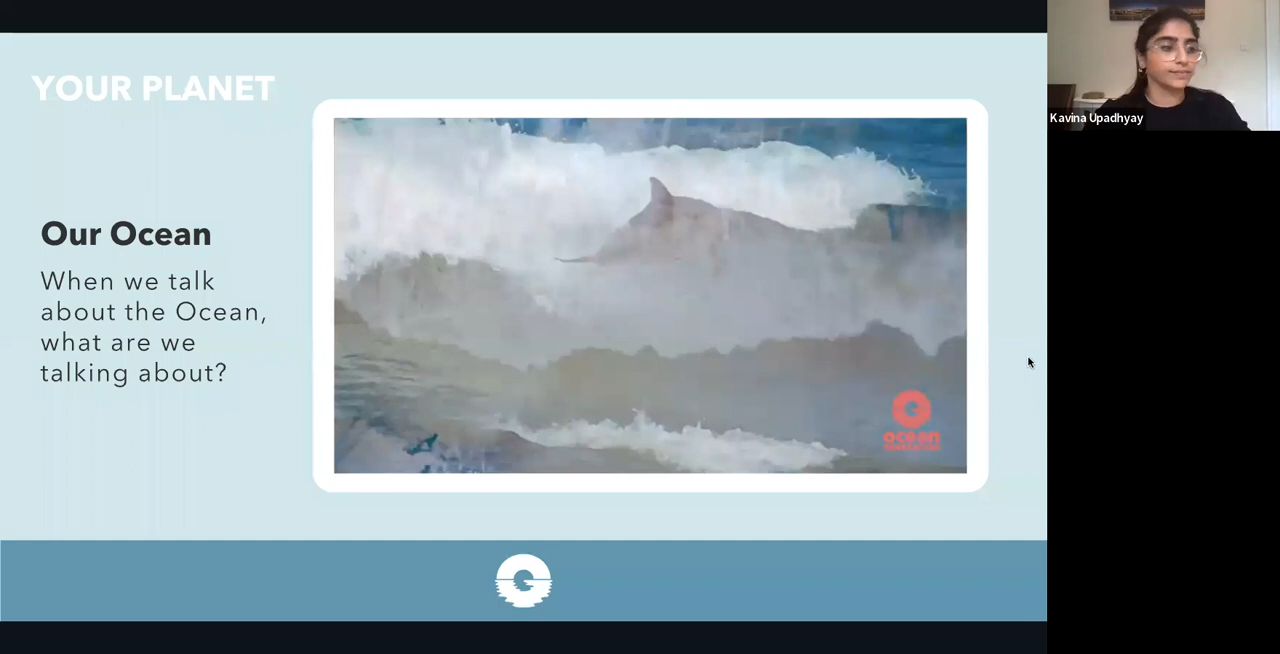 YOUR PLANET
Our Ocean
When we talk
about the Ocean,
what are we
talking about?
ocean
Kavina Upadhyay